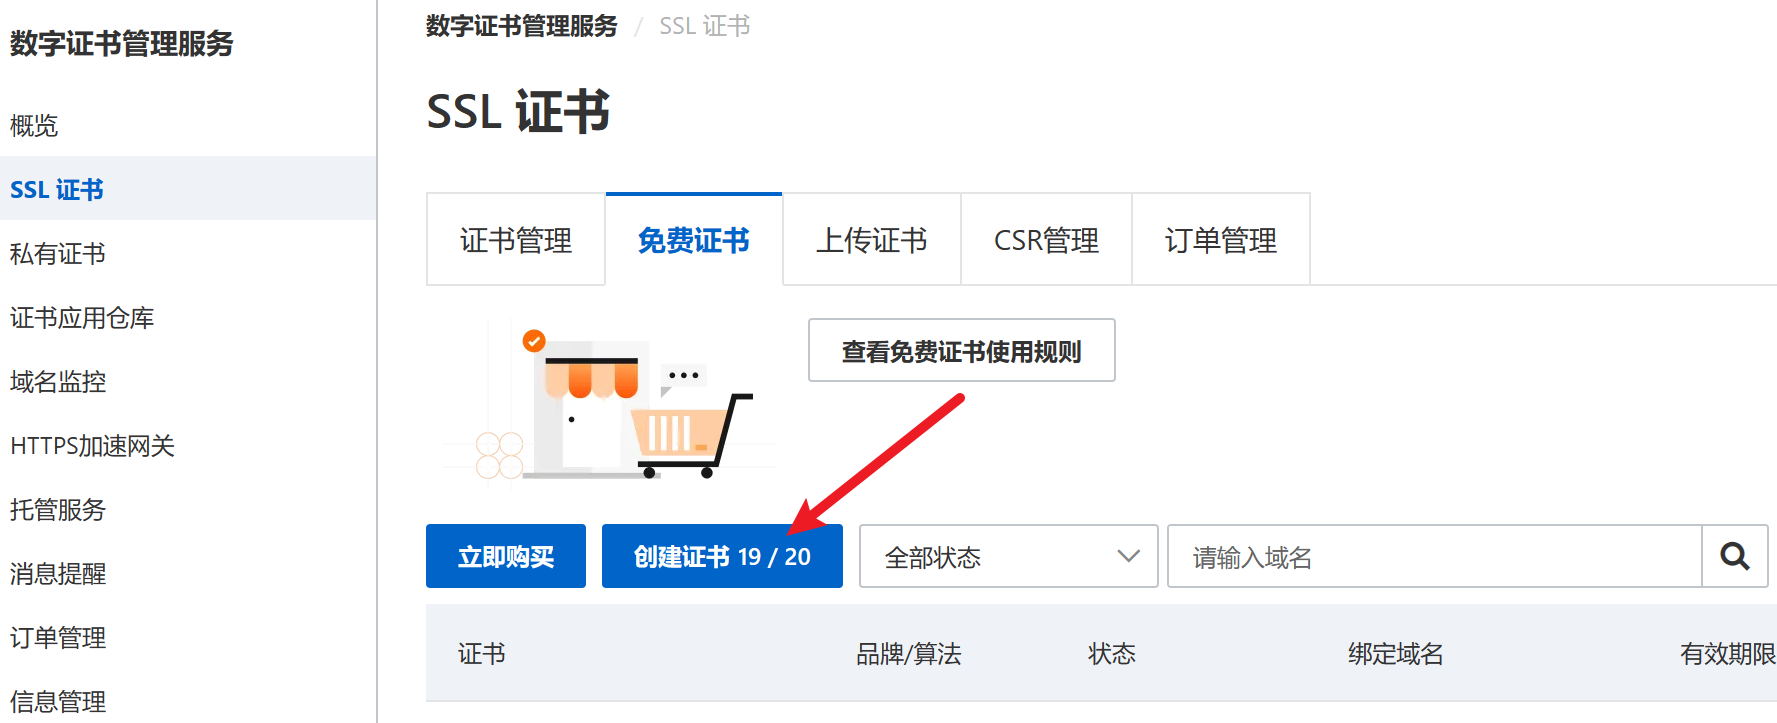 数字证书管理服务
概览
SSL 证书
私有证书
证书应用仓库
域名监控
HTTPS加速网关
托管服务
消息提醒
订单管理
信息管理
数字证书管理服务 / SSL 证书
SSL 证书
证书管理 免费证书 上传证书 CSR管理 订单管理
查看免费证书使用规则
立即购买 创建证书 19 / 20 全部状态 请输入域名
证书 品牌/算法 状态 绑定域名 有效期限